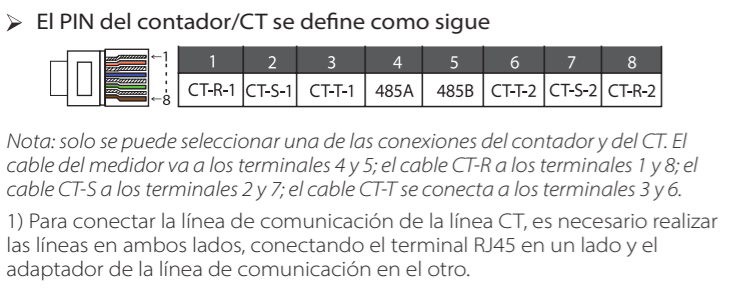 ➢ El PIN del contador/CT se define como sigue
1
8
1 2 3 4 5 6 7 8
CT-R-1 CT-S-1 CT-T-1 485A 485B CT-T-2 CT-S-2 CT-R-2
Nota: solo se puede seleccionar una de las conexiones del contador y del CT. El
cable del medidor va a los terminales 4 y 5; el cable CT-R a los terminales 1 y 8; el
cable CT-S a los terminales 2 y 7; el cable CT-T se conecta a los terminales 3 y 6.
1) Para conectar la línea de comunicación de la línea CT, es necesario realizar
las líneas en ambos lados, conectando el terminal RJ45 en un lado y el
adaptador de la línea de comunicación en el otro.